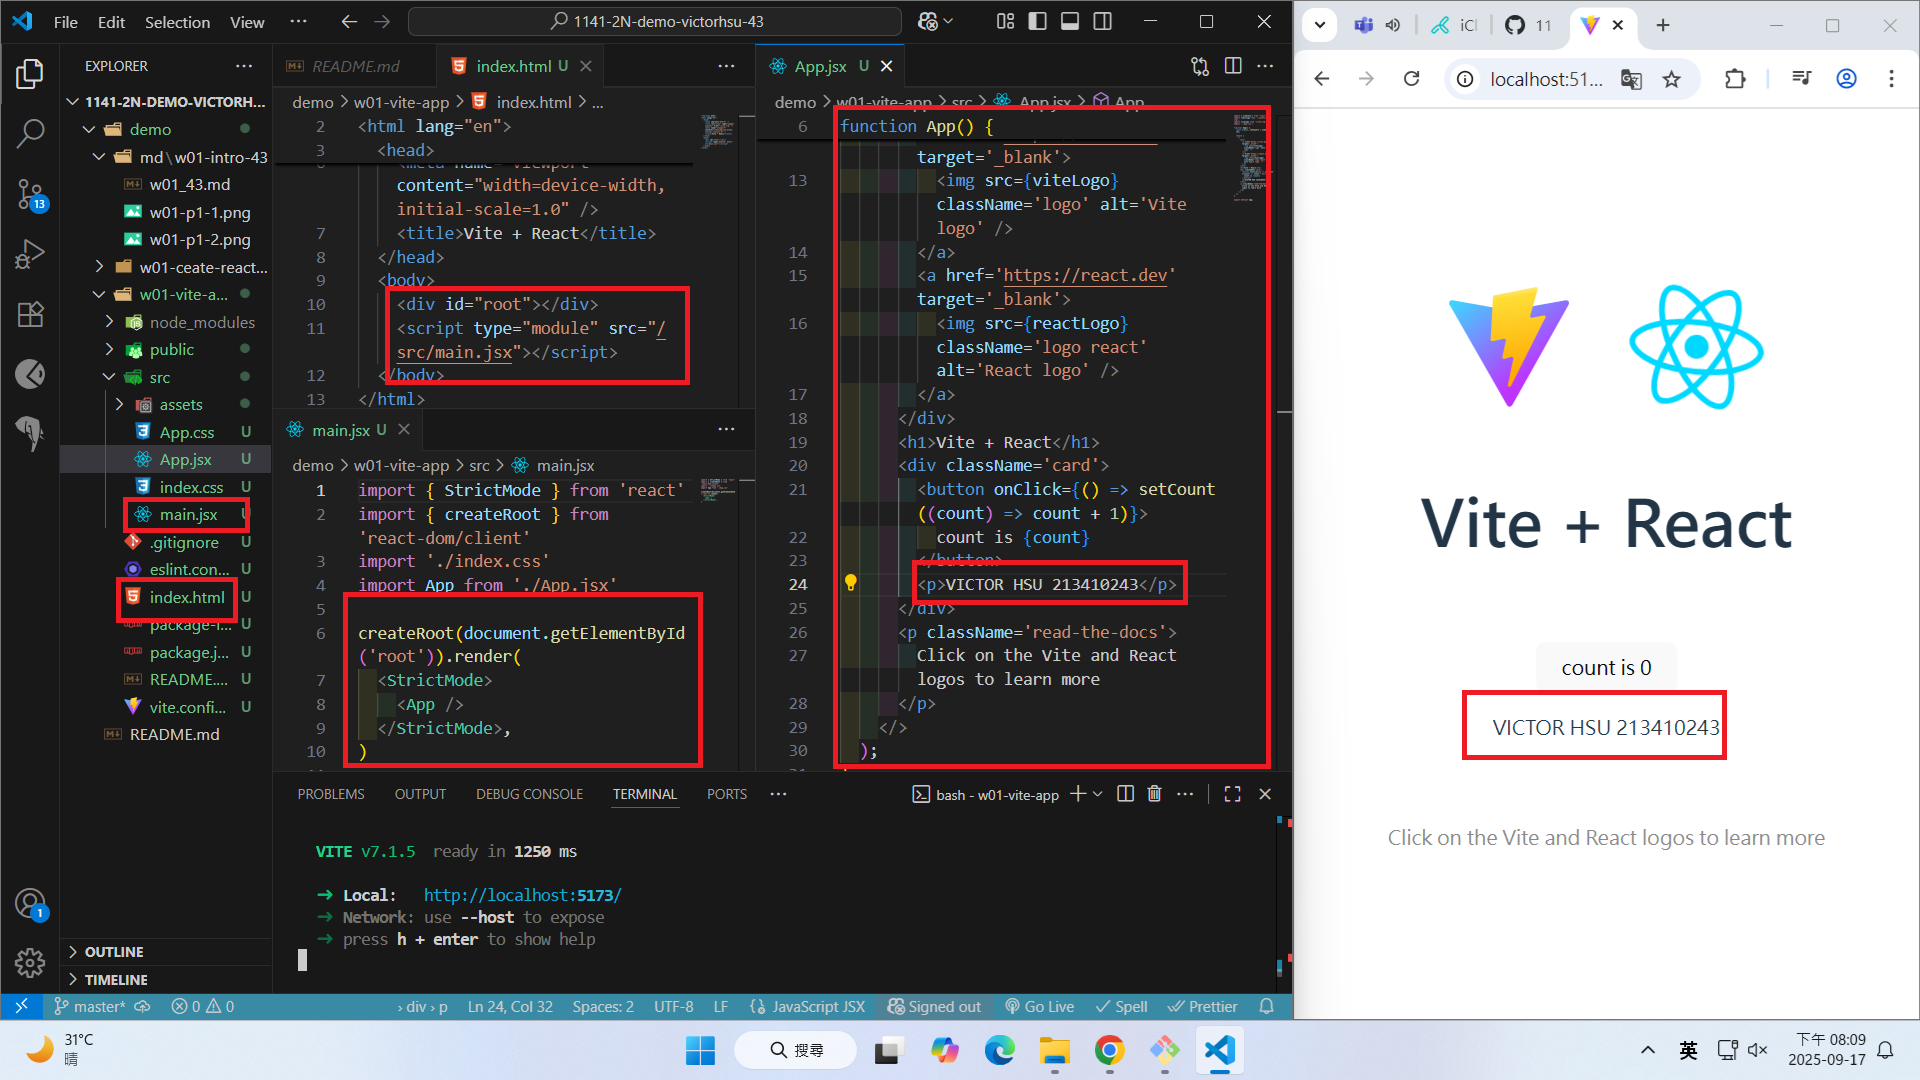 File Edit Selection View ··· 1141-2N-demo-victorhsu-43
EXPLORER
1141-2N-DEMO-VICTORH...
demo
md\w01-intro-43
w01_43.md
w01-p1-1.png
w01-p1-2.png
w01-ceate-react...
w01-vite-a...
node_modules
public
src
assets
App.css U
App.jsx U
index.css U
main.jsx U
.gitignore U
eslint.con... U
index.html U
package-l... U
package.j... U
README.... U
vite.confi... U
README.md
OUTLINE
TIMELINE
13
1
README.md index.html U
demo > w01-vite-app > index.html > ...
2 <html lang="en">
3 <head>
content="width=device-width,
initial-scale=1.0" />
7 <title>Vite + React</title>
8 </head>
9 <body>
10 <div id="root"></div>
11 <script type="module" src="/
src/main.jsx"></script>
12 </body>
13 </html>
main.jsx U
demo > w01-vite-app > src > main.jsx
1 import { StrictMode } from 'react'
2 import { createRoot } from
'react-dom/client'
3 import './index.css'
4 import App from './App.jsx'
5
6 createRoot(document.getElementById
('root')).render(
7 <StrictMode>
8 <App />
9 </StrictMode>,
10 )
App.jsx U
demo > w01-vite-app > src > App.jsx > App
6 function App() {
target='_blank'>
13 <img src={viteLogo}
className='logo' alt='Vite
logo' />
14 </a>
15 <a href='https://react.dev'
target='_blank'>
16 <img src={reactLogo}
className='logo react'
alt='React logo' />
17 </a>
18 </div>
19 <h1>Vite + React</h1>
20 <div className='card'>
21 <button onClick={() => setCount
((count) => count + 1)}>
22 count is {count}
23 </button>
24 <p>VICTOR HSU 213410243</p>
25 </div>
26 <p className='read-the-docs'>
27 Click on the Vite and React
logos to learn more
28 </p>
29 </>
30 );
PROBLEMS OUTPUT DEBUG CONSOLE TERMINAL PORTS ··· bash - w01-vite-app
VITE v7.1.5 ready in 1250 ms
➜ Local: http://localhost:5173/
➜ Network: use --host to expose
➜ press h + enter to show help
master* 0 0 › div › p Ln 24, Col 32 Spaces: 2 UTF-8 LF JavaScript JSX Signed out Go Live Spell Prettier
11
localhost:51...
Vite + React
count is 0
VICTOR HSU 213410243
Click on the Vite and React logos to learn more
31°C
晴
搜尋
英
下午 08:09
2025-09-17